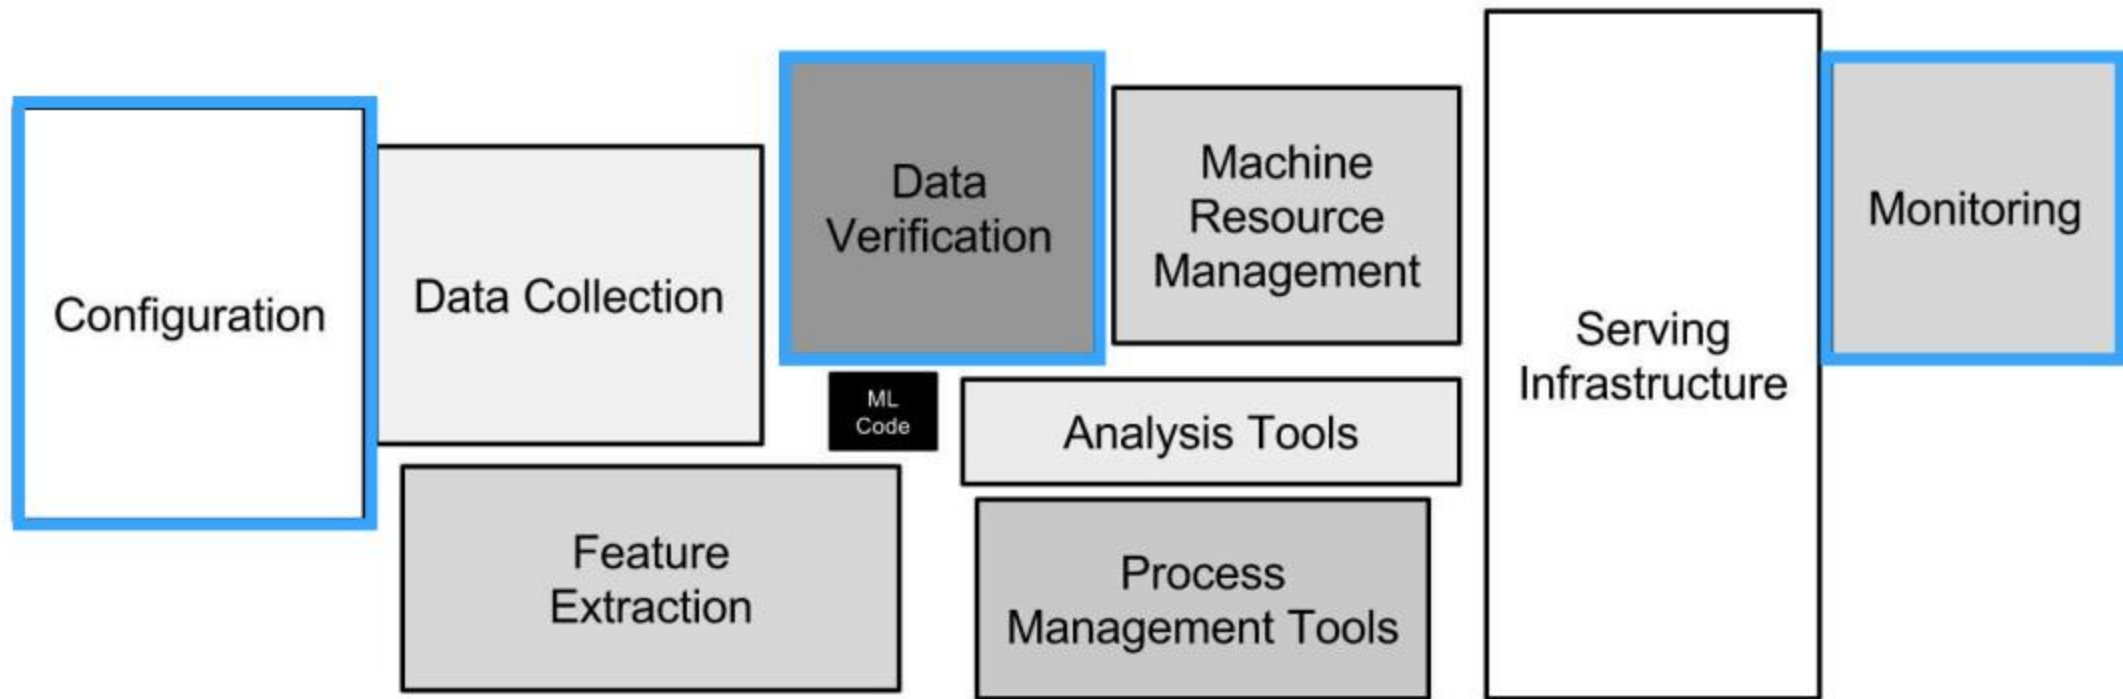 Configuration
Data Collection
Feature
Extraction
Data
Verification
ML
Code
Machine
Resource
Management
Analysis Tools
Process
Management Tools
Serving
Infrastructure
Monitoring